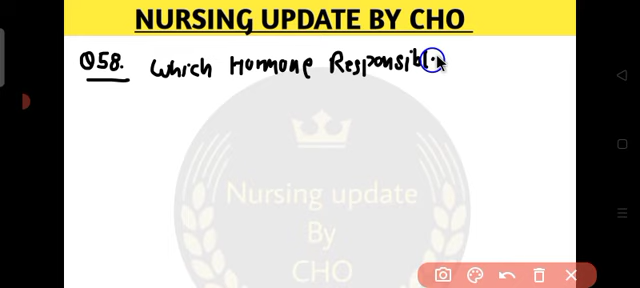 NURSING UPDATE BY CHO
Q58. Which Hormone Responsibl
Nursing update
By
CHO